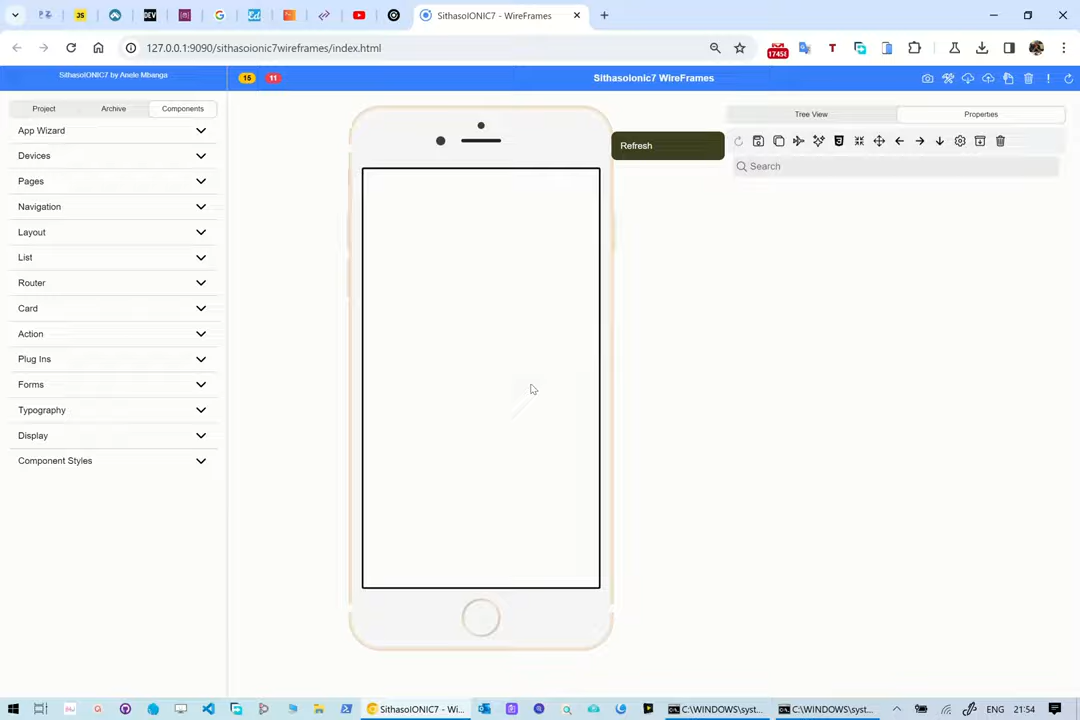 SithasoIONIC7 - WireFrames
127.0.0.1:9090/sithasoionic7wireframes/index.html
SithasoIONIC7 by Anele Mbanga
15
11
SithasoIonic7 WireFrames
Project
Archive
Components
Tree View
Properties
App Wizard
Devices
Pages
Navigation
Layout
List
Router
Card
Action
Plug Ins
Forms
Typography
Display
Component Styles
Refresh
Search
SithasoIONIC7 - Wi...
C:\WINDOWS\syst...
C:\WINDOWS\syst...
ENG
21:54